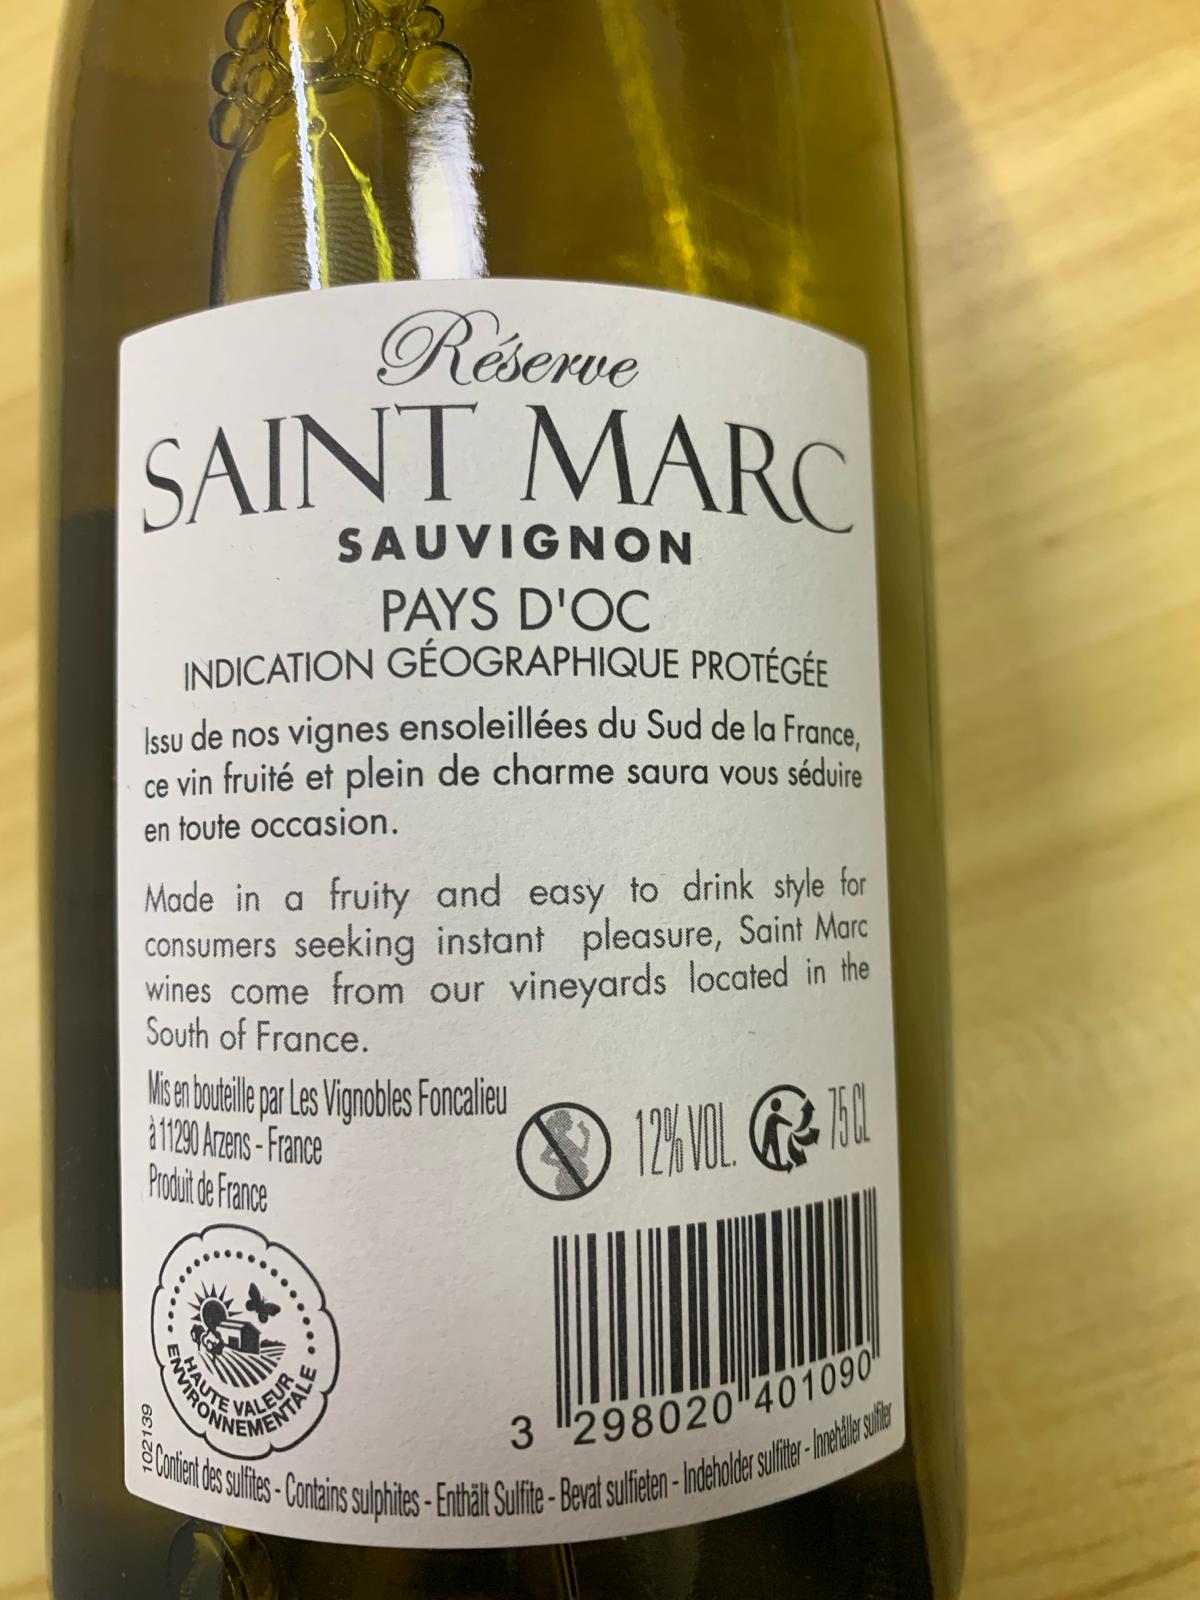 Réserve
SAINT MARC
SAUVIGNON
PAYS D'OC
INDICATION GÉOGRAPHIQUE PROTÉGÉE
Issu de nos vignes ensoleillées du Sud de la France,
ce vin fruité et plein de charme saura vous séduire
en toute occasion.
Made in a fruity and easy to drink style for
consumers seeking instant pleasure, Saint Marc
wines come from our vineyards located in the
South of France.
Mis en bouteille par Les Vignobles Foncalieu
à 11290 Arzens - France
Produit de France
12% VOL.
75 CL
HAUTE VALEUR
ENVIRONNEMENTALE
3 298020 401090
102139
Contient des sulfites - Contains sulphites - Enthält Sulfite - Bevat sulfieten - Indeholder sulfitter - Innehåller sulfiter